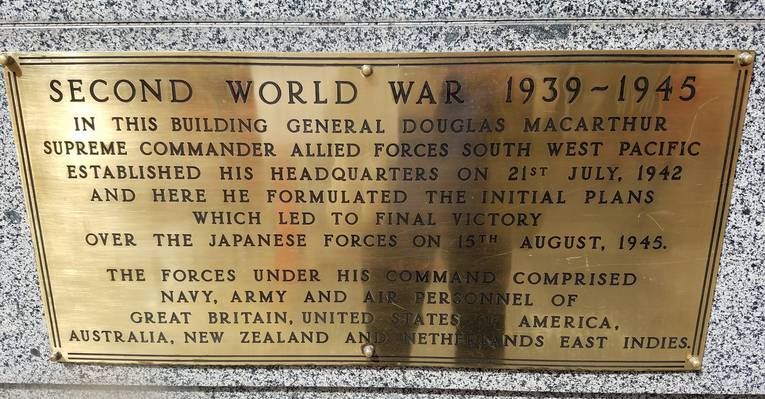 SECOND WORLD WAR 1939~1945
IN THIS BUILDING GENERAL DOUGLAS MACARTHUR
SUPREME COMMANDER ALLIED FORCES SOUTH WEST PACIFIC
ESTABLISHED HIS HEADQUARTERS ON 21ST JULY, 1942
AND HERE HE FORMULATED THE INITIAL PLANS
WHICH LED TO FINAL VICTORY
OVER THE JAPANESE FORCES ON 15TH AUGUST, 1945.
THE FORCES UNDER HIS COMMAND COMPRISED
NAVY, ARMY AND AIR PERSONNEL OF
GREAT BRITAIN, UNITED STATES OF AMERICA,
AUSTRALIA, NEW ZEALAND AND NETHERLANDS EAST INDIES.